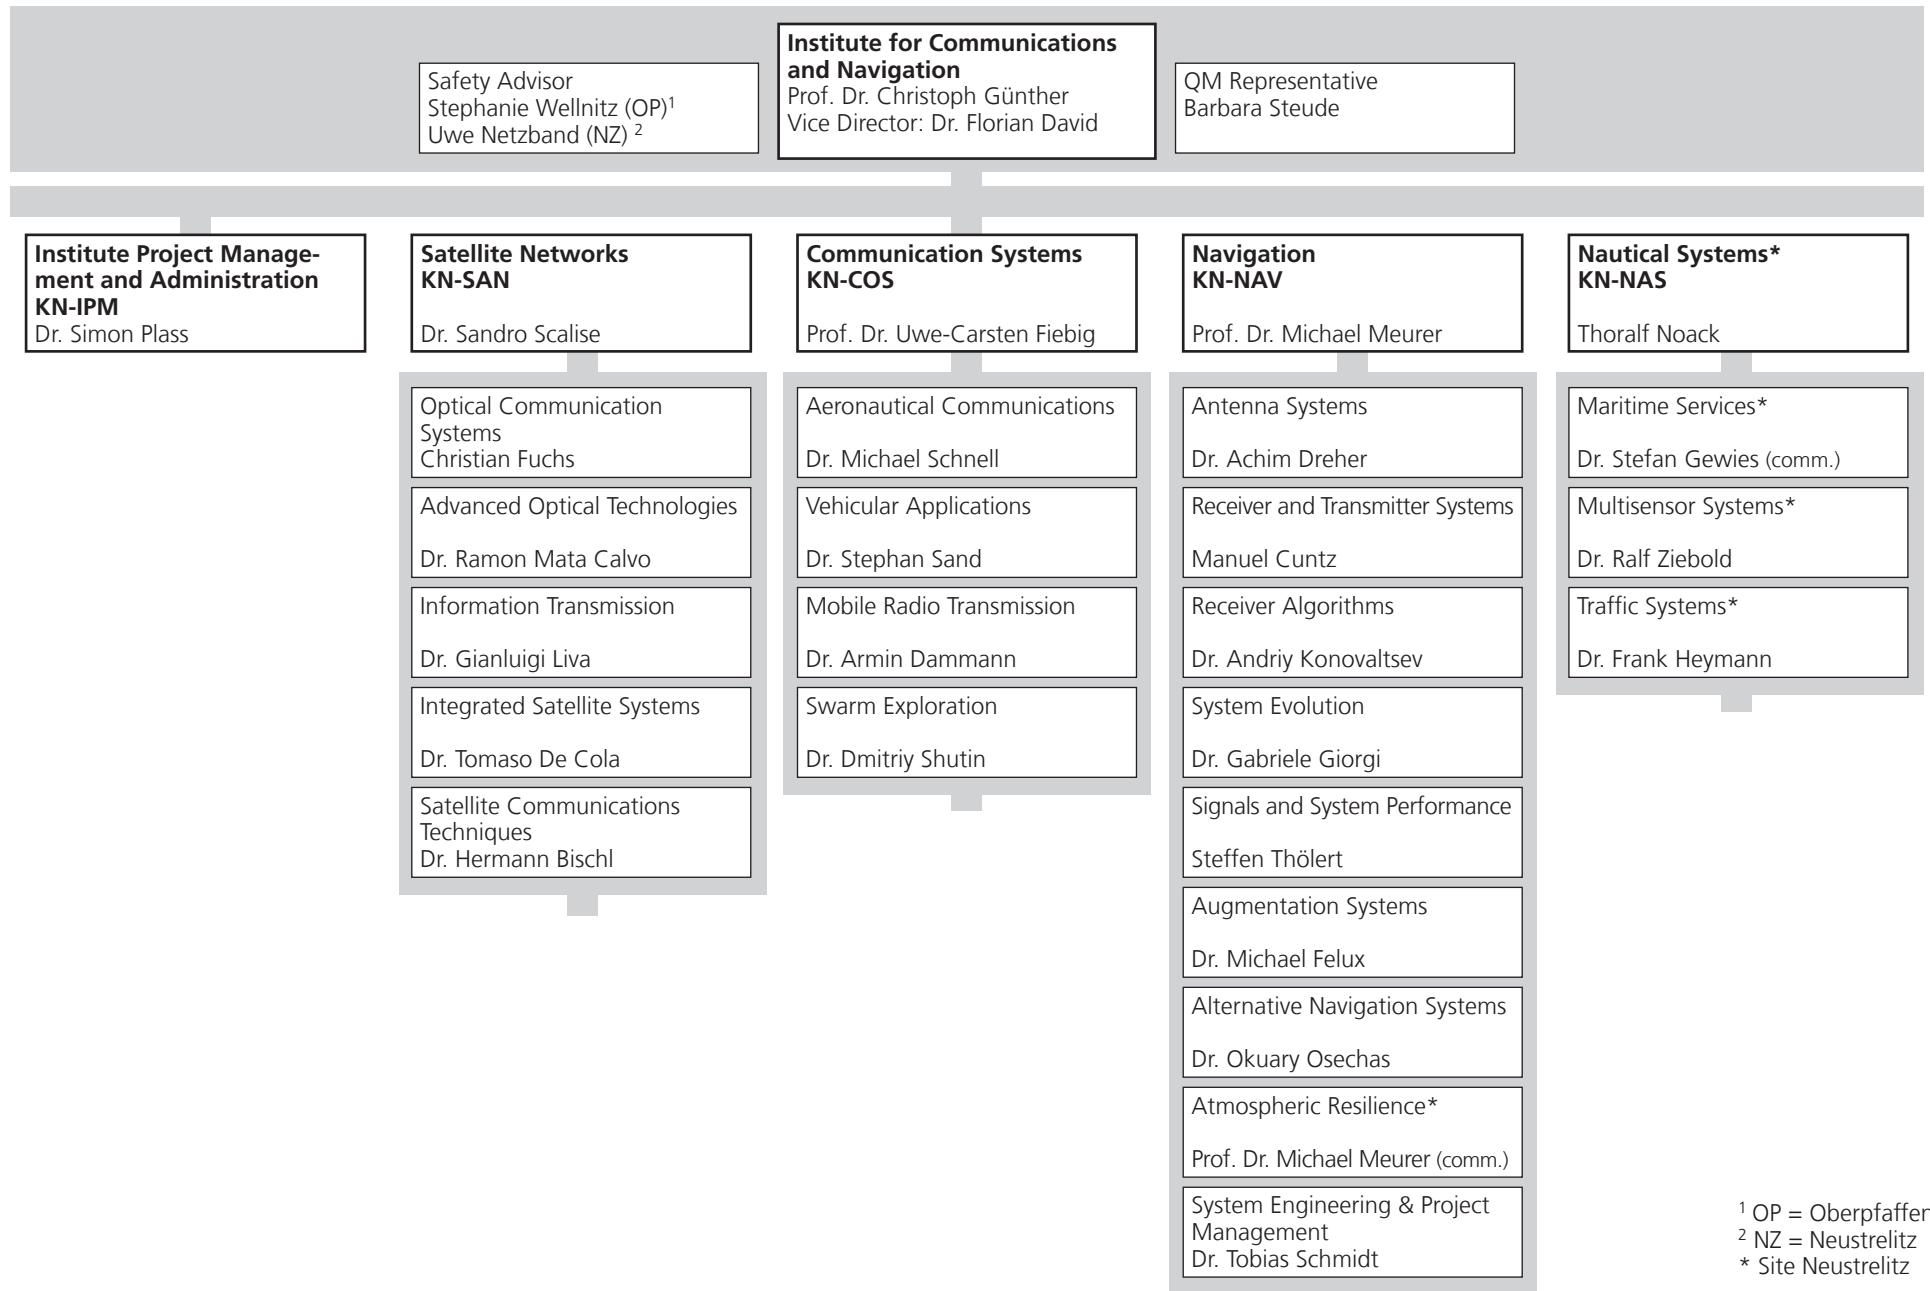 Institute for Communications
and Navigation
Prof. Dr. Christoph Günther
Vice Director: Dr. Florian David
Safety Advisor
Stephanie Wellnitz (OP)¹
Uwe Netzband (NZ) ²
QM Representative
Barbara Steude
Institute Project Manage-
ment and Administration
KN-IPM
Dr. Simon Plass
Satellite Networks
KN-SAN
Dr. Sandro Scalise
Optical Communication
Systems
Christian Fuchs
Advanced Optical Technologies
Dr. Ramon Mata Calvo
Information Transmission
Dr. Gianluigi Liva
Integrated Satellite Systems
Dr. Tomaso De Cola
Satellite Communications
Techniques
Dr. Hermann Bischl
Communication Systems
KN-COS
Prof. Dr. Uwe-Carsten Fiebig
Aeronautical Communications
Dr. Michael Schnell
Vehicular Applications
Dr. Stephan Sand
Mobile Radio Transmission
Dr. Armin Dammann
Swarm Exploration
Dr. Dmitriy Shutin
Navigation
KN-NAV
Prof. Dr. Michael Meurer
Antenna Systems
Dr. Achim Dreher
Receiver and Transmitter Systems
Manuel Cuntz
Receiver Algorithms
Dr. Andriy Konovaltsev
System Evolution
Dr. Gabriele Giorgi
Signals and System Performance
Steffen Thölert
Augmentation Systems
Dr. Michael Felux
Alternative Navigation Systems
Dr. Okuary Osechas
Atmospheric Resilience*
Prof. Dr. Michael Meurer (comm.)
System Engineering & Project
Management
Dr. Tobias Schmidt
Nautical Systems*
KN-NAS
Thoralf Noack
Maritime Services*
Dr. Stefan Gewies (comm.)
Multisensor Systems*
Dr. Ralf Ziebold
Traffic Systems*
Dr. Frank Heymann
¹ OP =
² NZ = Neustrelitz
* Site Neustrelitz